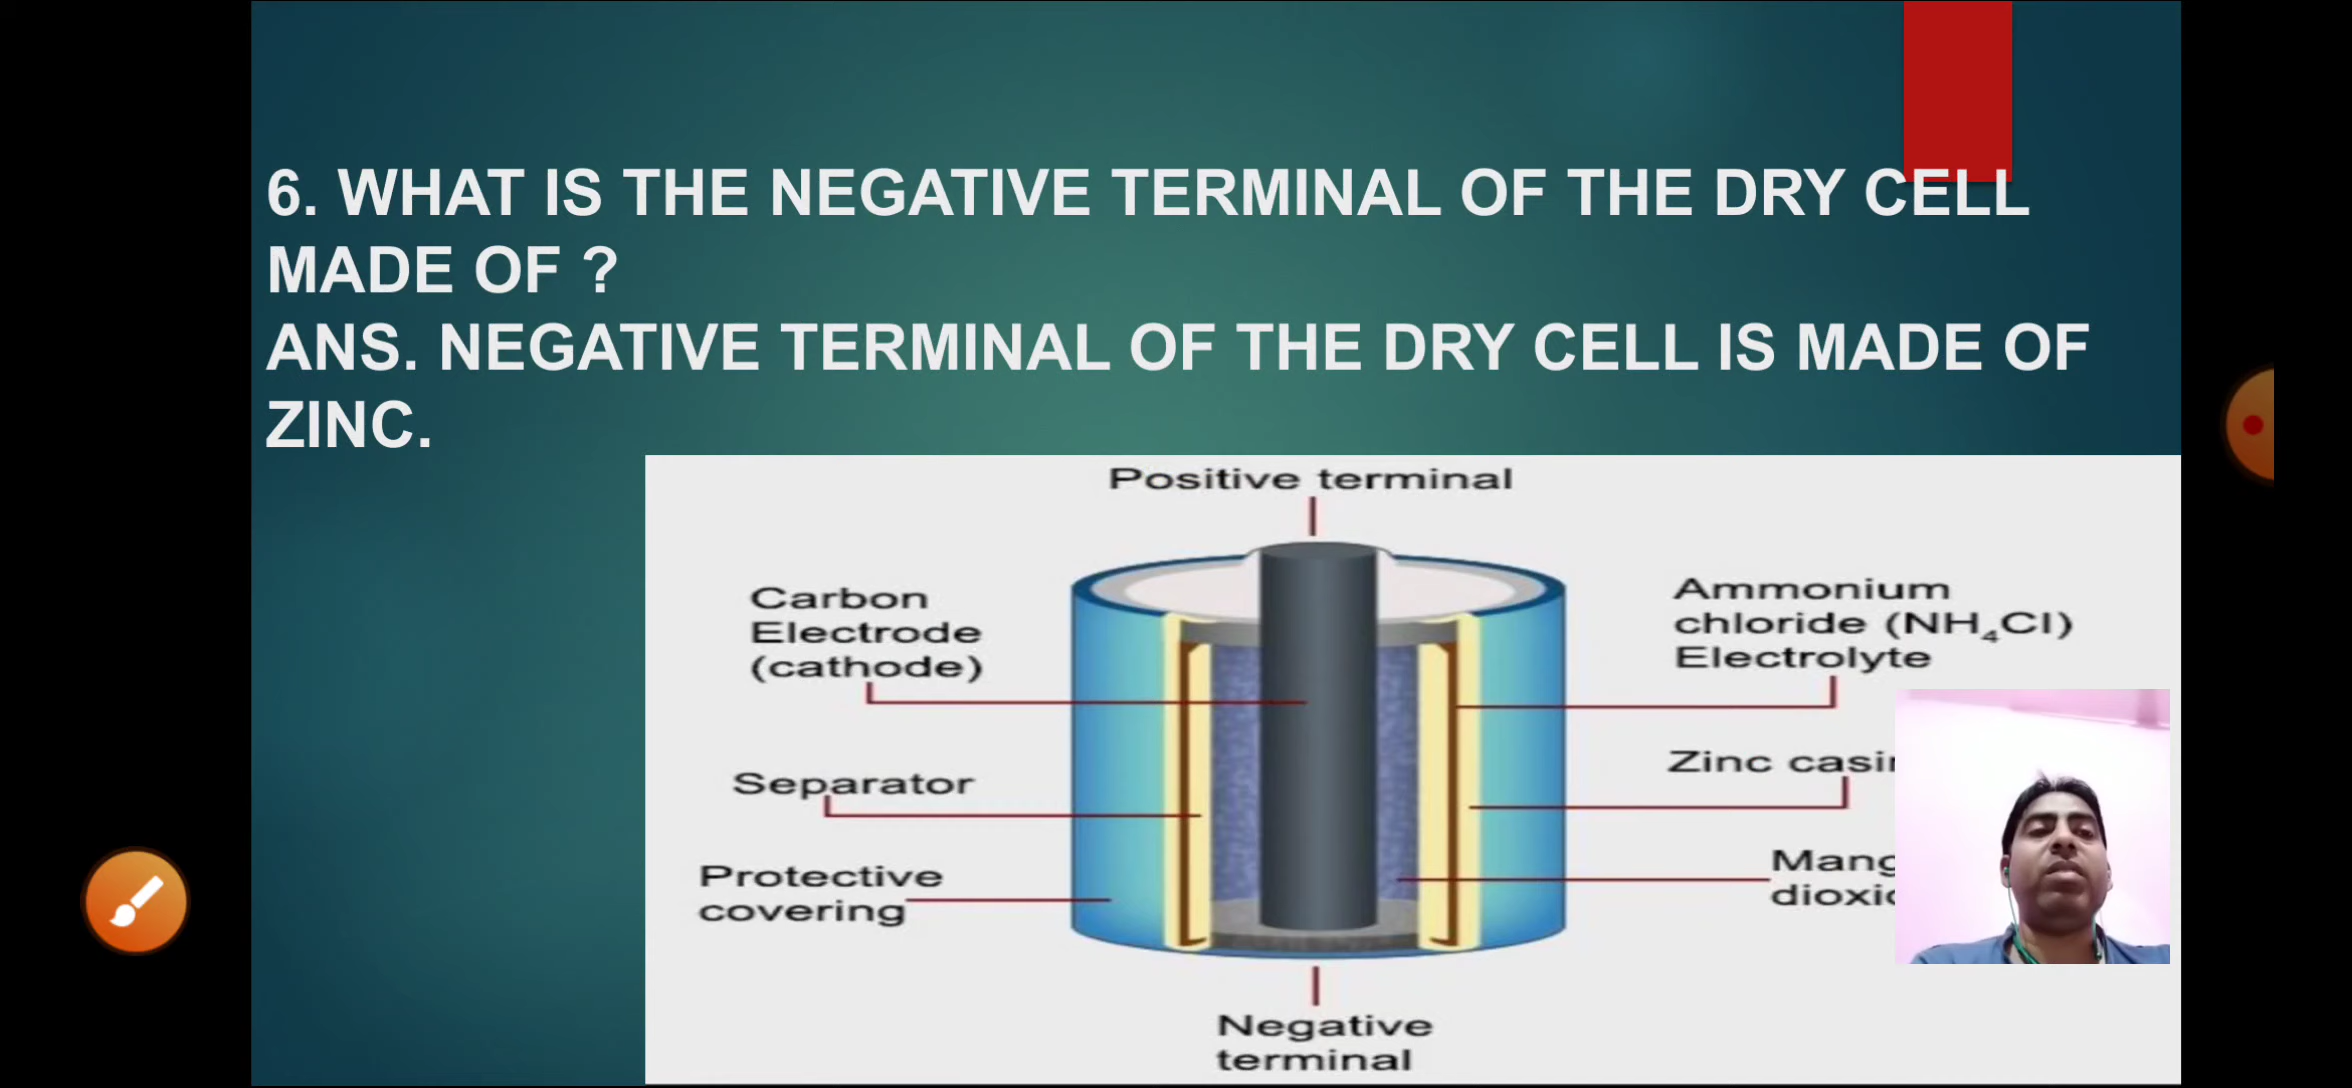 6. WHAT IS THE NEGATIVE TERMINAL OF THE DRY CELL
MADE OF ?
ANS. NEGATIVE TERMINAL OF THE DRY CELL IS MADE OF
ZINC.
Positive terminal
Carbon
Electrode
(cathode)
Ammonium
chloride (NH₄Cl)
Electrolyte
Separator
Zinc
Protective
covering
Negative
terminal